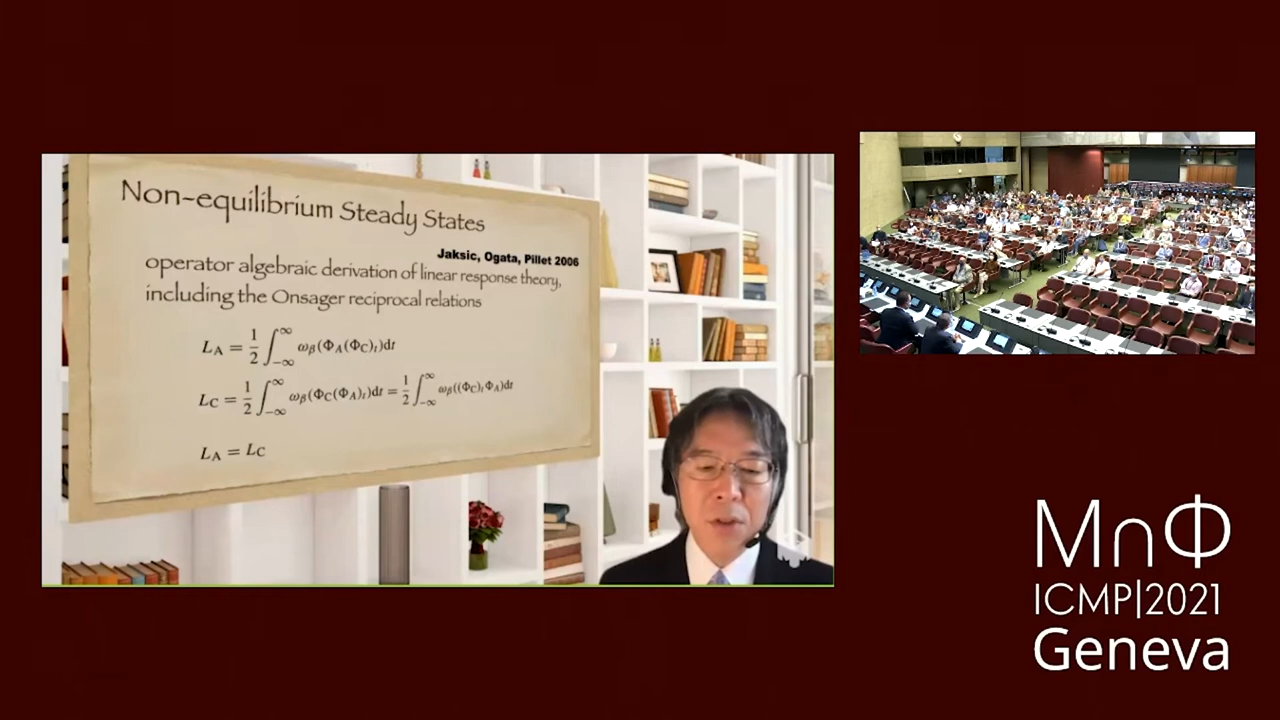 Non-equilibrium Steady States
Jaksic, Ogata, Pillet 2006
operator algebraic derivation of linear response theory,
including the Onsager reciprocal relations
L_A = 1/2 ∫_{-∞}^{∞} ω_β(Φ_A(Φ_C)_t)dt
L_C = 1/2 ∫_{-∞}^{∞} ω_β(Φ_C(Φ_A)_t)dt = 1/2 ∫_{-∞}^{∞} ω_β((Φ_C)_t Φ_A)dt
L_A = L_C
M∩Φ
ICMP|2021
Geneva